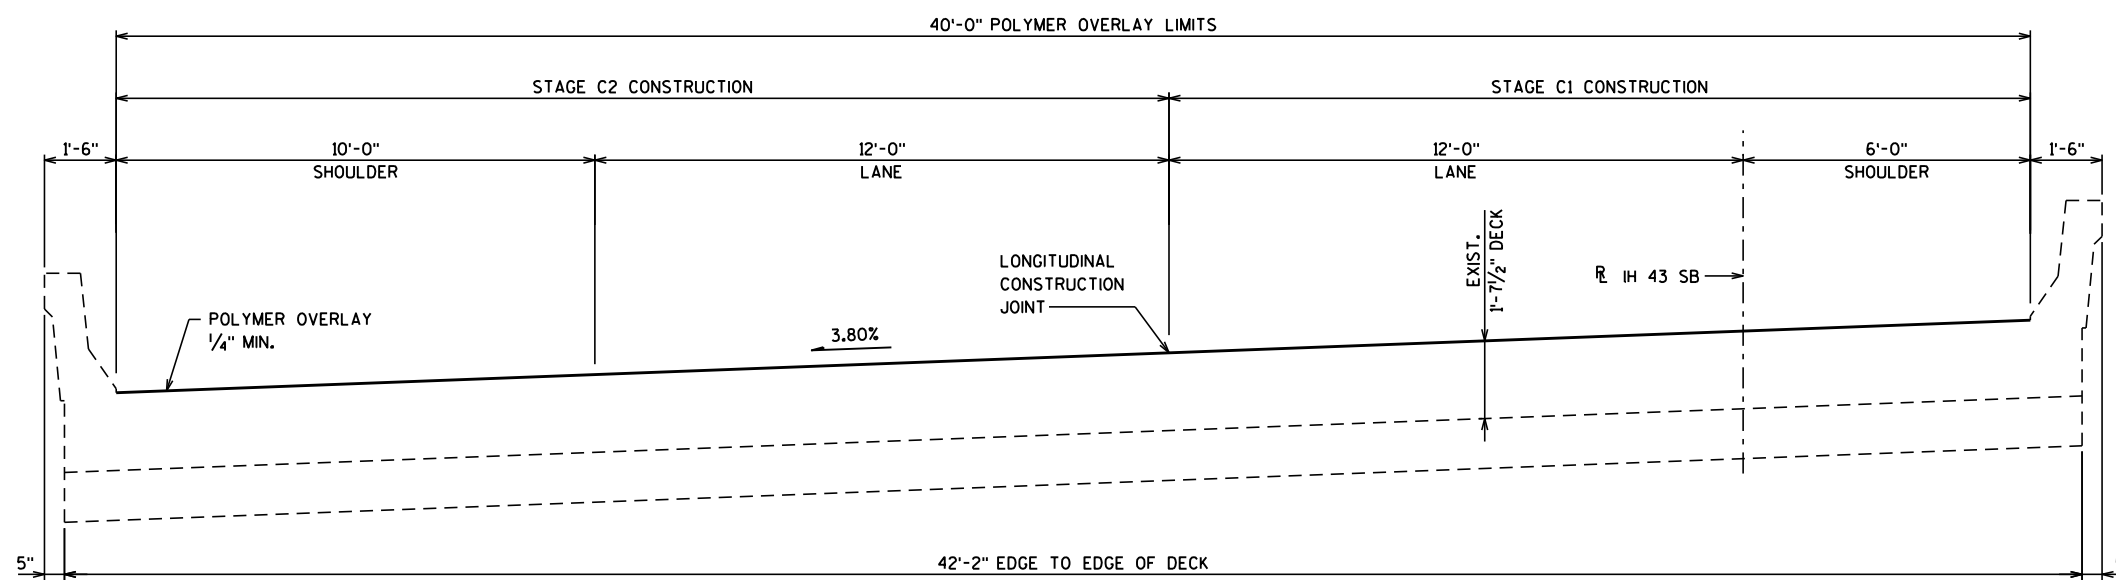 40'-0" POLYMER OVERLAY LIMITS
STAGE C2 CONSTRUCTION
STAGE C1 CONSTRUCTION
1'-6"
10'-0"
SHOULDER
12'-0"
LANE
12'-0"
LANE
6'-0"
SHOULDER
1'-6"
LONGITUDINAL
CONSTRUCTION
JOINT
EXIST.
1'-7 1/2" DECK
℞ IH 43 SB
POLYMER OVERLAY
1/4" MIN.
3.80%
5"
42'-2" EDGE TO EDGE OF DECK